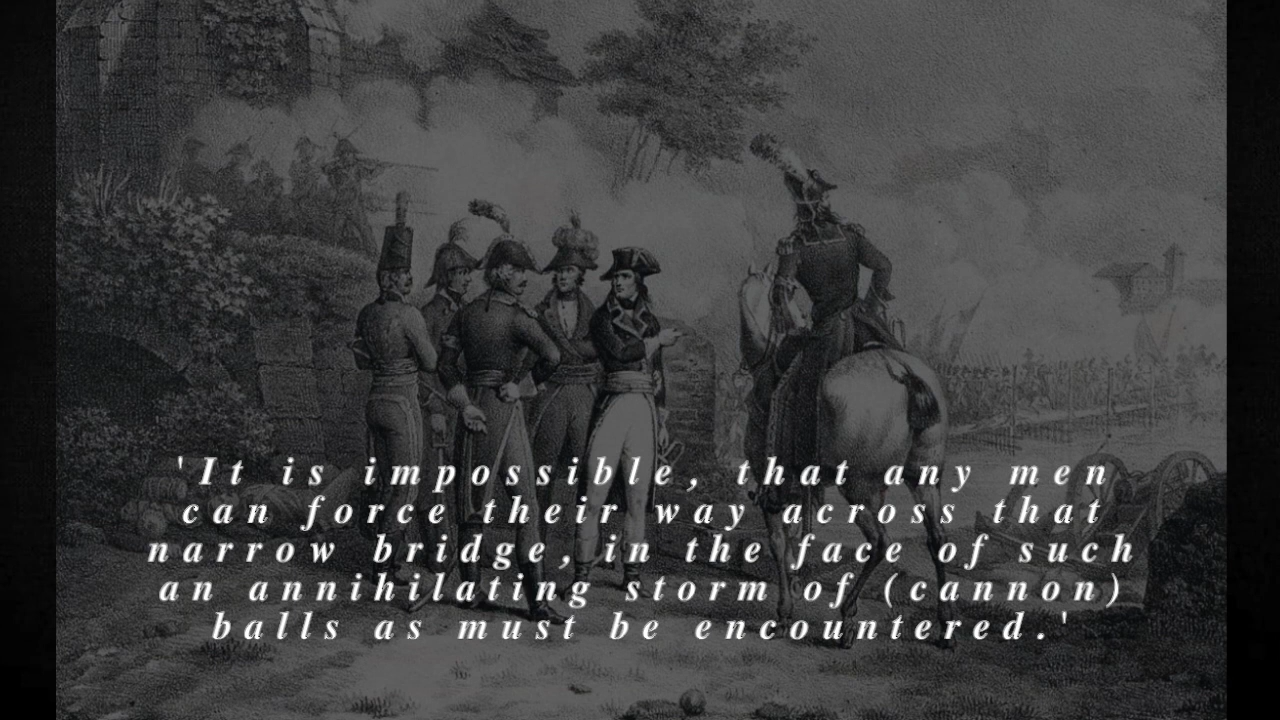 'It is impossible, that any men
can force their way across that
narrow bridge, in the face of such
an annihilating storm of (cannon)
balls as must be encountered.'